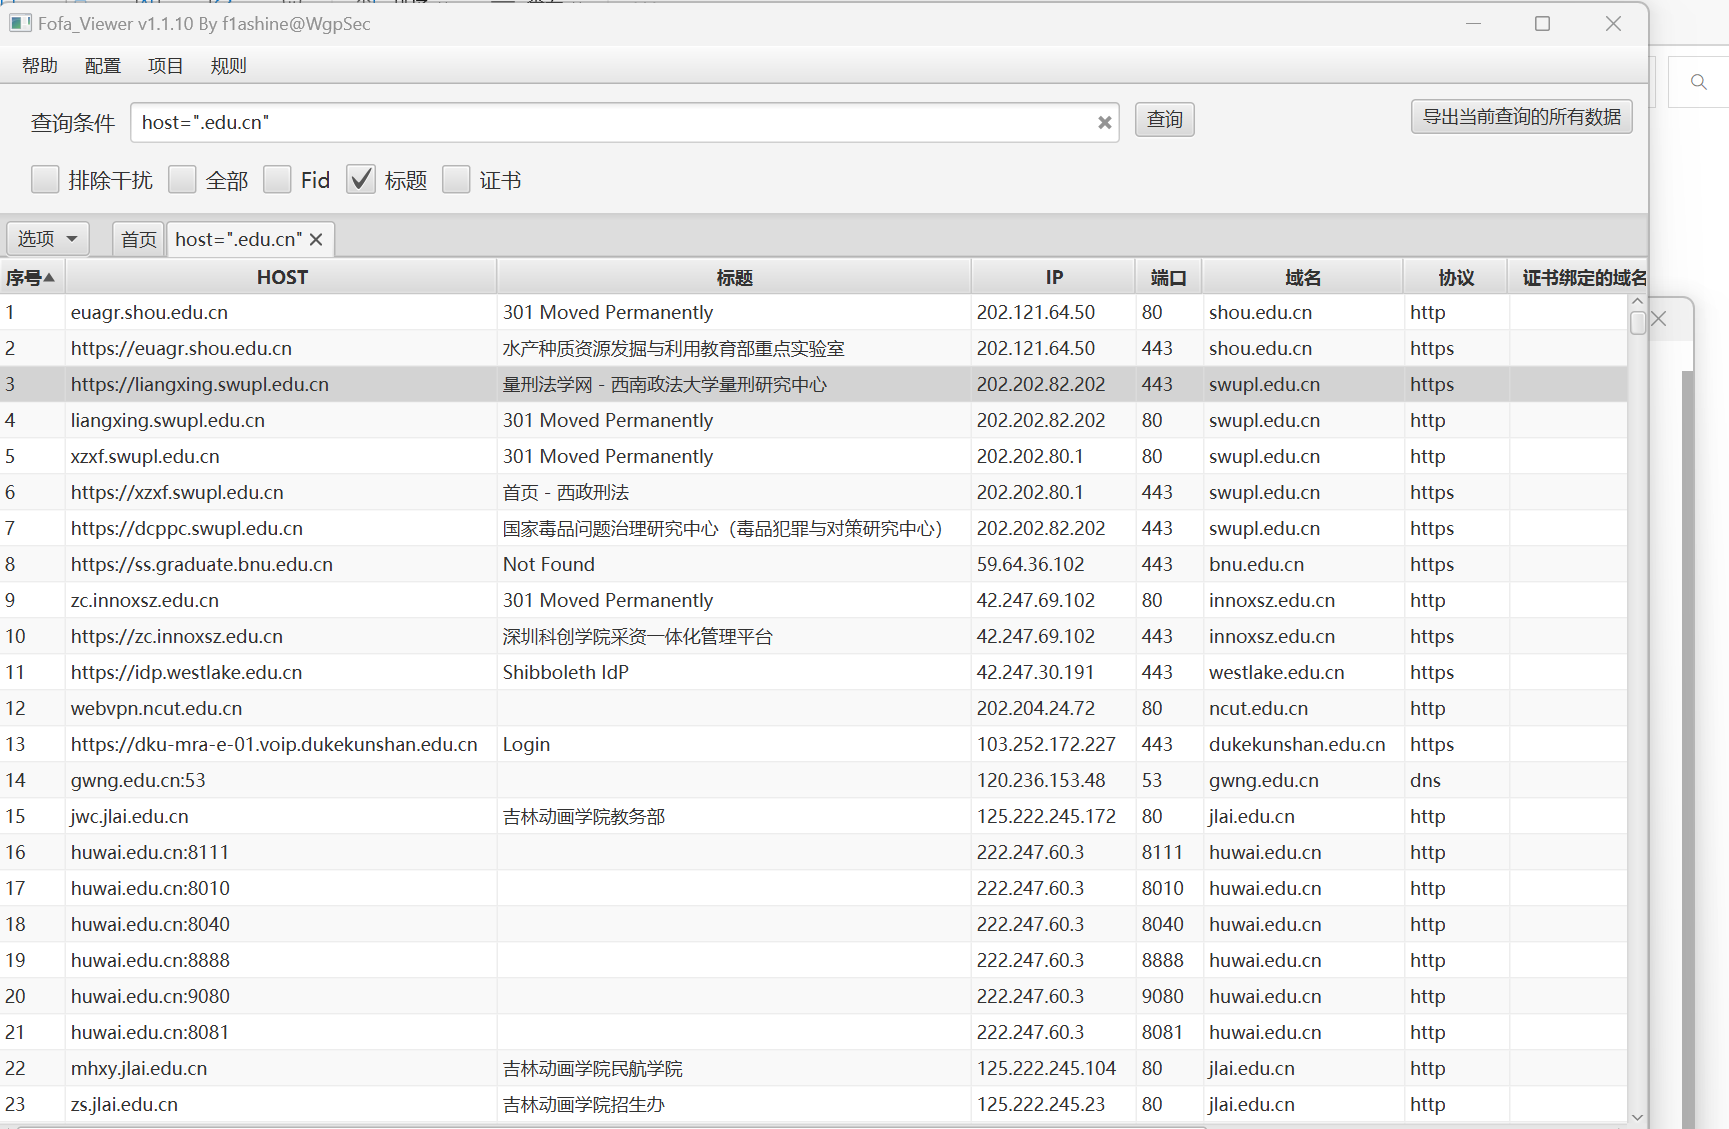 Fofa_Viewer v1.1.10 By f1ashine@WgpSec
帮助 配置 项目 规则
查询条件 host=".edu.cn" 查询 导出当前查询的所有数据
排除干扰 全部 Fid 标题 证书
选项 首页 host=".edu.cn"
序号 HOST 标题 IP 端口 域名 协议 证书绑定的域名
1 euagr.shou.edu.cn 301 Moved Permanently 202.121.64.50 80 shou.edu.cn http
2 https://euagr.shou.edu.cn 水产种质资源发掘与利用教育部重点实验室 202.121.64.50 443 shou.edu.cn https
3 https://liangxing.swupl.edu.cn 量刑法学网 - 西南政法大学量刑研究中心 202.202.82.202 443 swupl.edu.cn https
4 liangxing.swupl.edu.cn 301 Moved Permanently 202.202.82.202 80 swupl.edu.cn http
5 xzxf.swupl.edu.cn 301 Moved Permanently 202.202.80.1 80 swupl.edu.cn http
6 https://xzxf.swupl.edu.cn 首页 - 西政刑法 202.202.80.1 443 swupl.edu.cn https
7 https://dcppc.swupl.edu.cn 国家毒品问题治理研究中心（毒品犯罪与对策研究中心） 202.202.82.202 443 swupl.edu.cn https
8 https://ss.graduate.bnu.edu.cn Not Found 59.64.36.102 443 bnu.edu.cn https
9 zc.innoxsz.edu.cn 301 Moved Permanently 42.247.69.102 80 innoxsz.edu.cn http
10 https://zc.innoxsz.edu.cn 深圳科创学院采资一体化管理平台 42.247.69.102 443 innoxsz.edu.cn https
11 https://idp.westlake.edu.cn Shibboleth IdP 42.247.30.191 443 westlake.edu.cn https
12 webvpn.ncut.edu.cn 202.204.24.72 80 ncut.edu.cn http
13 https://dku-mra-e-01.voip.dukekunshan.edu.cn Login 103.252.172.227 443 dukekunshan.edu.cn https
14 gwng.edu.cn:53 120.236.153.48 53 gwng.edu.cn dns
15 jwc.jlai.edu.cn 吉林动画学院教务部 125.222.245.172 80 jlai.edu.cn http
16 huwai.edu.cn:8111 222.247.60.3 8111 huwai.edu.cn http
17 huwai.edu.cn:8010 222.247.60.3 8010 huwai.edu.cn http
18 huwai.edu.cn:8040 222.247.60.3 8040 huwai.edu.cn http
19 huwai.edu.cn:8888 222.247.60.3 8888 huwai.edu.cn http
20 huwai.edu.cn:9080 222.247.60.3 9080 huwai.edu.cn http
21 huwai.edu.cn:8081 222.247.60.3 8081 huwai.edu.cn http
22 mhxy.jlai.edu.cn 吉林动画学院民航学院 125.222.245.104 80 jlai.edu.cn http
23 zs.jlai.edu.cn 吉林动画学院招生办 125.222.245.23 80 jlai.edu.cn http